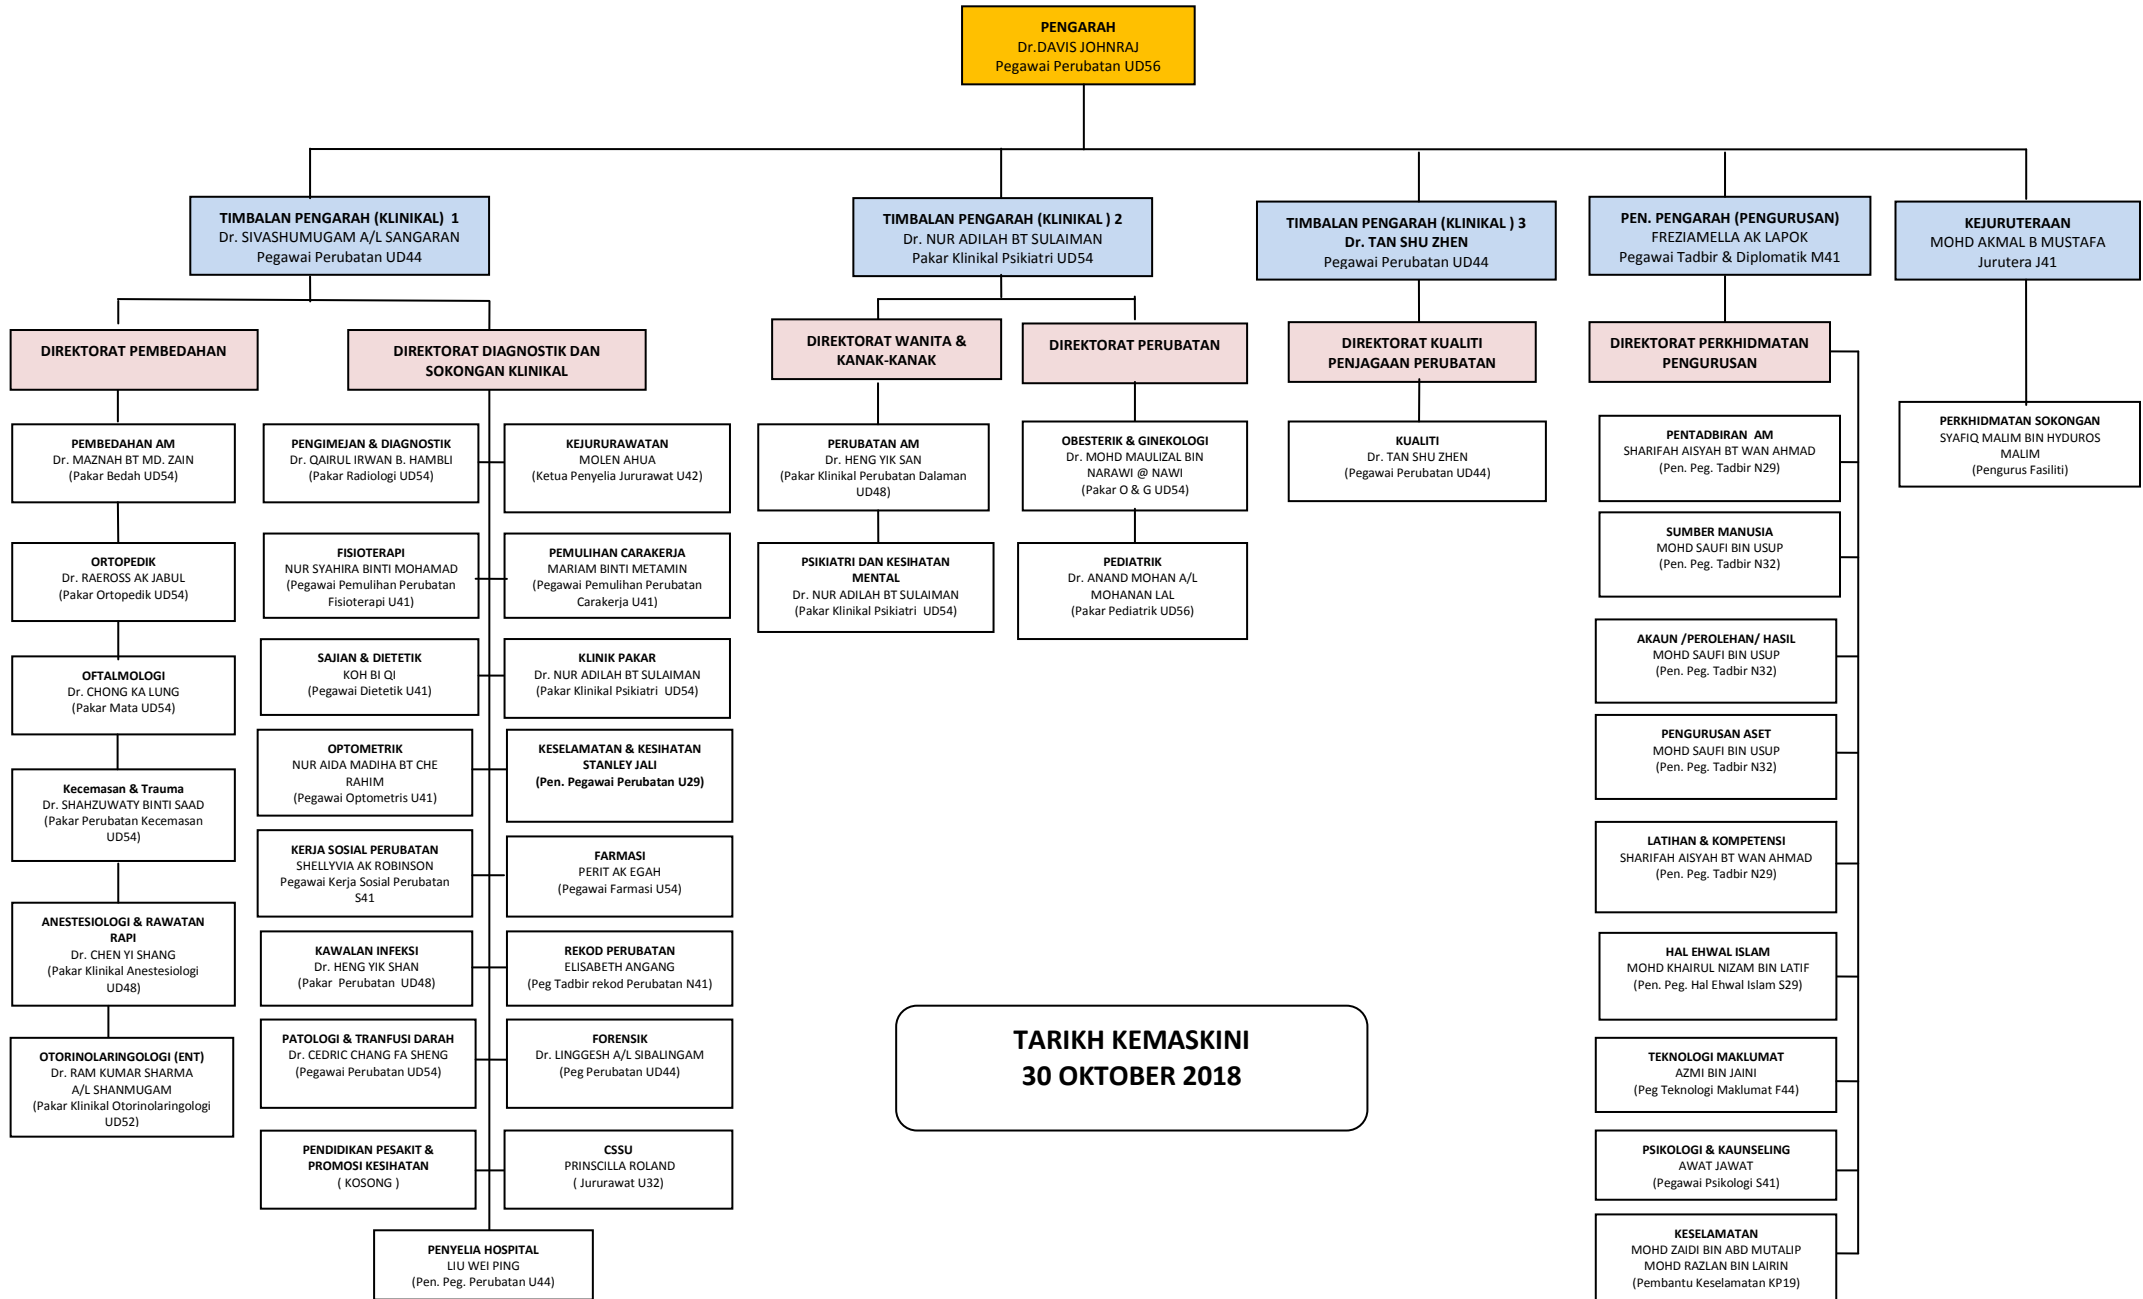 PENGARAH
Dr.DAVIS JOHNRAJ
Pegawai Perubatan UD56
TIMBALAN PENGARAH (KLINIKAL)  1
Dr. SIVASHUMUGAM A/L SANGARAN
Pegawai Perubatan UD44
TIMBALAN PENGARAH (KLINIKAL ) 2
Dr. NUR ADILAH BT SULAIMAN
Pakar Klinikal Psikiatri UD54
TIMBALAN PENGARAH (KLINIKAL ) 3
Dr. TAN SHU ZHEN
Pegawai Perubatan UD44
PEN. PENGARAH (PENGURUSAN)
FREZIAMELLA AK LAPOK
Pegawai Tadbir & Diplomatik M41
KEJURUTERAAN
MOHD AKMAL B MUSTAFA
Jurutera J41
DIREKTORAT PEMBEDAHAN
DIREKTORAT DIAGNOSTIK DAN
SOKONGAN KLINIKAL
DIREKTORAT WANITA &
KANAK-KANAK
DIREKTORAT PERUBATAN
DIREKTORAT KUALITI
PENJAGAAN PERUBATAN
DIREKTORAT PERKHIDMATAN
PENGURUSAN
PEMBEDAHAN AM
Dr. MAZNAH BT MD. ZAIN
(Pakar Bedah UD54)
ORTOPEDIK
Dr. RAEROSS AK JABUL
(Pakar Ortopedik UD54)
OFTALMOLOGI
Dr. CHONG KA LUNG
(Pakar Mata UD54)
Kecemasan & Trauma
Dr. SHAHZUWATY BINTI SAAD
(Pakar Perubatan Kecemasan
UD54)
ANESTESIOLOGI & RAWATAN
RAPI
Dr. CHEN YI SHANG
(Pakar Klinikal Anestesiologi
UD48)
OTORINOLARINGOLOGI (ENT)
Dr. RAM KUMAR SHARMA
A/L SHANMUGAM
(Pakar Klinikal Otorinolaringologi
UD52)
PENGIMEJAN & DIAGNOSTIK
Dr. QAIRUL IRWAN B. HAMBLI
(Pakar Radiologi UD54)
KEJURURAWATAN
MOLEN AHUA
(Ketua Penyelia Jururawat U42)
FISIOTERAPI
NUR SYAHIRA BINTI MOHAMAD
(Pegawai Pemulihan Perubatan
Fisioterapi U41)
PEMULIHAN CARAKERJA
MARIAM BINTI METAMIN
(Pegawai Pemulihan Perubatan
Carakerja U41)
SAJIAN & DIETETIK
KOH BI QI
(Pegawai Dietetik U41)
KLINIK PAKAR
Dr. NUR ADILAH BT SULAIMAN
(Pakar Klinikal Psikiatri  UD54)
OPTOMETRIK
NUR AIDA MADIHA BT CHE
RAHIM
(Pegawai Optometris U41)
KESELAMATAN & KESIHATAN
STANLEY JALI
(Pen. Pegawai Perubatan U29)
KERJA SOSIAL PERUBATAN
SHELLYVIA AK ROBINSON
Pegawai Kerja Sosial Perubatan
S41
FARMASI
PERIT AK EGAH
(Pegawai Farmasi U54)
KAWALAN INFEKSI
Dr. HENG YIK SHAN
(Pakar  Perubatan  UD48)
REKOD PERUBATAN
ELISABETH ANGANG
(Peg Tadbir rekod Perubatan N41)
PATOLOGI & TRANFUSI DARAH
Dr. CEDRIC CHANG FA SHENG
(Pegawai Perubatan UD54)
FORENSIK
Dr. LINGGESH A/L SIBALINGAM
(Peg Perubatan UD44)
PENDIDIKAN PESAKIT &
PROMOSI KESIHATAN
( KOSONG )
CSSU
PRINSCILLA ROLAND
( Jururawat U32)
PENYELIA HOSPITAL
LIU WEI PING
(Pen. Peg. Perubatan U44)
PERUBATAN AM
Dr. HENG YIK SAN
(Pakar Klinikal Perubatan Dalaman
UD48)
PSIKIATRI DAN KESIHATAN
MENTAL
Dr. NUR ADILAH BT SULAIMAN
(Pakar Klinikal Psikiatri  UD54)
OBESTERIK & GINEKOLOGI
Dr. MOHD MAULIZAL BIN
NARAWI @ NAWI
(Pakar O & G UD54)
PEDIATRIK
Dr. ANAND MOHAN A/L
MOHANAN LAL
(Pakar Pediatrik UD56)
KUALITI
Dr. TAN SHU ZHEN
(Pegawai Perubatan UD44)
PENTADBIRAN  AM
SHARIFAH AISYAH BT WAN AHMAD
(Pen. Peg. Tadbir N29)
SUMBER MANUSIA
MOHD SAUFI BIN USUP
(Pen. Peg. Tadbir N32)
AKAUN /PEROLEHAN/ HASIL
MOHD SAUFI BIN USUP
(Pen. Peg. Tadbir N32)
PENGURUSAN ASET
MOHD SAUFI BIN USUP
(Pen. Peg. Tadbir N32)
LATIHAN & KOMPETENSI
SHARIFAH AISYAH BT WAN AHMAD
(Pen. Peg. Tadbir N29)
HAL EHWAL ISLAM
MOHD KHAIRUL NIZAM BIN LATIF
(Pen. Peg. Hal Ehwal Islam S29)
TEKNOLOGI MAKLUMAT
AZMI BIN JAINI
(Peg Teknologi Maklumat F44)
PSIKOLOGI & KAUNSELING
AWAT JAWAT
(Pegawai Psikologi S41)
KESELAMATAN
MOHD ZAIDI BIN ABD MUTALIP
MOHD RAZLAN BIN LAIRIN
(Pembantu Keselamatan KP19)
PERKHIDMATAN SOKONGAN
SYAFIQ MALIM BIN HYDUROS
MALIM
(Pengurus Fasiliti)
TARIKH KEMASKINI
30 OKTOBER 2018